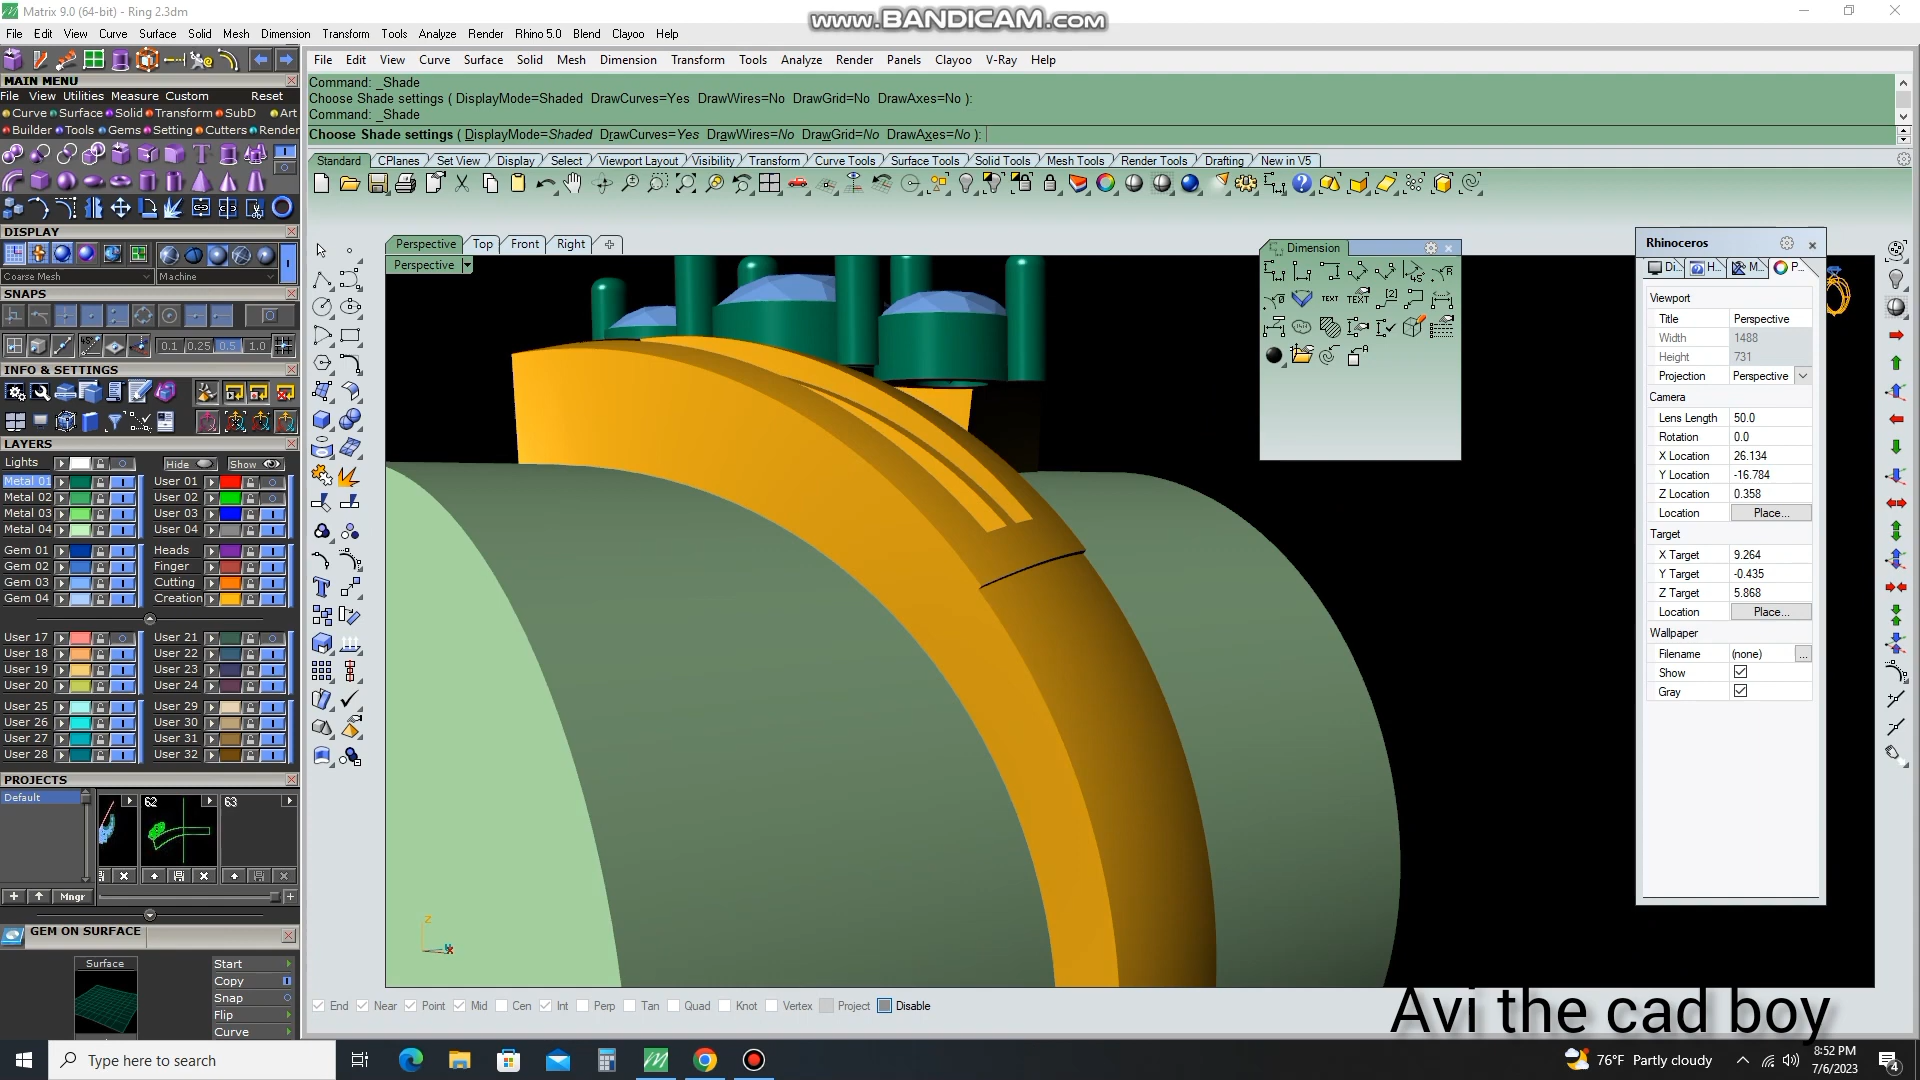 Matrix 9.0 (64-bit) - Ring 2.3dm
www.BANDICAM.com
File Edit View Curve Surface Solid Mesh Dimension Transform Tools Analyze Render Rhino 5.0 Blend Clayoo Help
File Edit View Curve Surface Solid Mesh Dimension Transform Tools Analyze Render Panels Clayoo V-Ray Help
MAIN MENU
File View Utilities Measure Custom Reset
Curve Surface Solid Transform SubD Art
Builder Tools Gems Setting Cutters Render
Command: _Shade
Choose Shade settings ( DisplayMode=Shaded DrawCurves=Yes DrawWires=No DrawGrid=No DrawAxes=No ):
Command: _Shade
Choose Shade settings ( DisplayMode=Shaded DrawCurves=Yes DrawWires=No DrawGrid=No DrawAxes=No ):
Standard CPlanes Set View Display Select Viewport Layout Visibility Transform Curve Tools Surface Tools Solid Tools Mesh Tools Render Tools Drafting New in V5
DISPLAY
Coarse Mesh Machine
SNAPS
0.1 0.25 0.5 1.0
INFO & SETTINGS
LAYERS
Lights Hide Show
Metal 01 User 01
Metal 02 User 02
Metal 03 User 03
Metal 04 User 04
Gem 01 Heads
Gem 02 Finger
Gem 03 Cutting
Gem 04 Creation
User 17 User 21
User 18 User 22
User 19 User 23
User 20 User 24
User 25 User 29
User 26 User 30
User 27 User 31
User 28 User 32
PROJECTS
Default
62 63
Mngr
GEM ON SURFACE
Surface
Start
Copy
Snap
Flip
Curve
Perspective Top Front Right
Perspective
z
Dimension
TEXT TEXT
Rhinoceros
Di... H... M... P...
Viewport
Title Perspective
Width 1488
Height 731
Projection Perspective
Camera
Lens Length 50.0
Rotation 0.0
X Location 26.134
Y Location -16.784
Z Location 0.358
Location Place...
Target
X Target 9.264
Y Target -0.435
Z Target 5.868
Location Place...
Wallpaper
Filename (none) ...
Show
Gray
End Near Point Mid Cen Int Perp Tan Quad Knot Vertex Project Disable
Avi the cad boy
Type here to search
76°F Partly cloudy
8:52 PM
7/6/2023
4